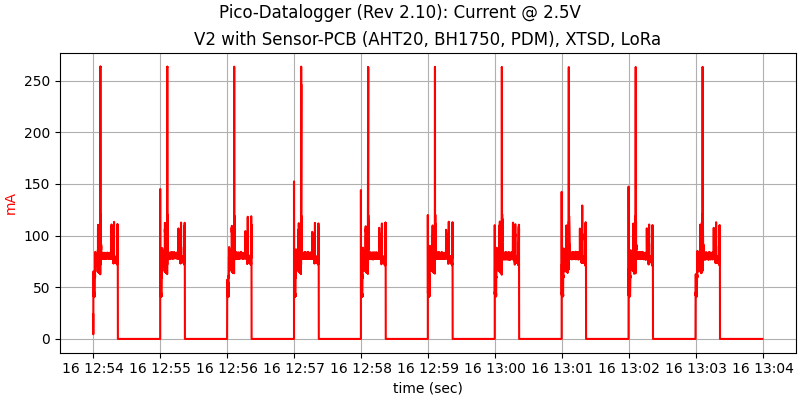 Pico-Datalogger (Rev 2.10): Current @ 2.5V
V2 with Sensor-PCB (AHT20, BH1750, PDM), XTSD, LoRa
250
200
150
100
50
0
mA
16 12:54 16 12:55 16 12:56 16 12:57 16 12:58 16 12:59 16 13:00 16 13:01 16 13:02 16 13:03 16 13:04
time (sec)